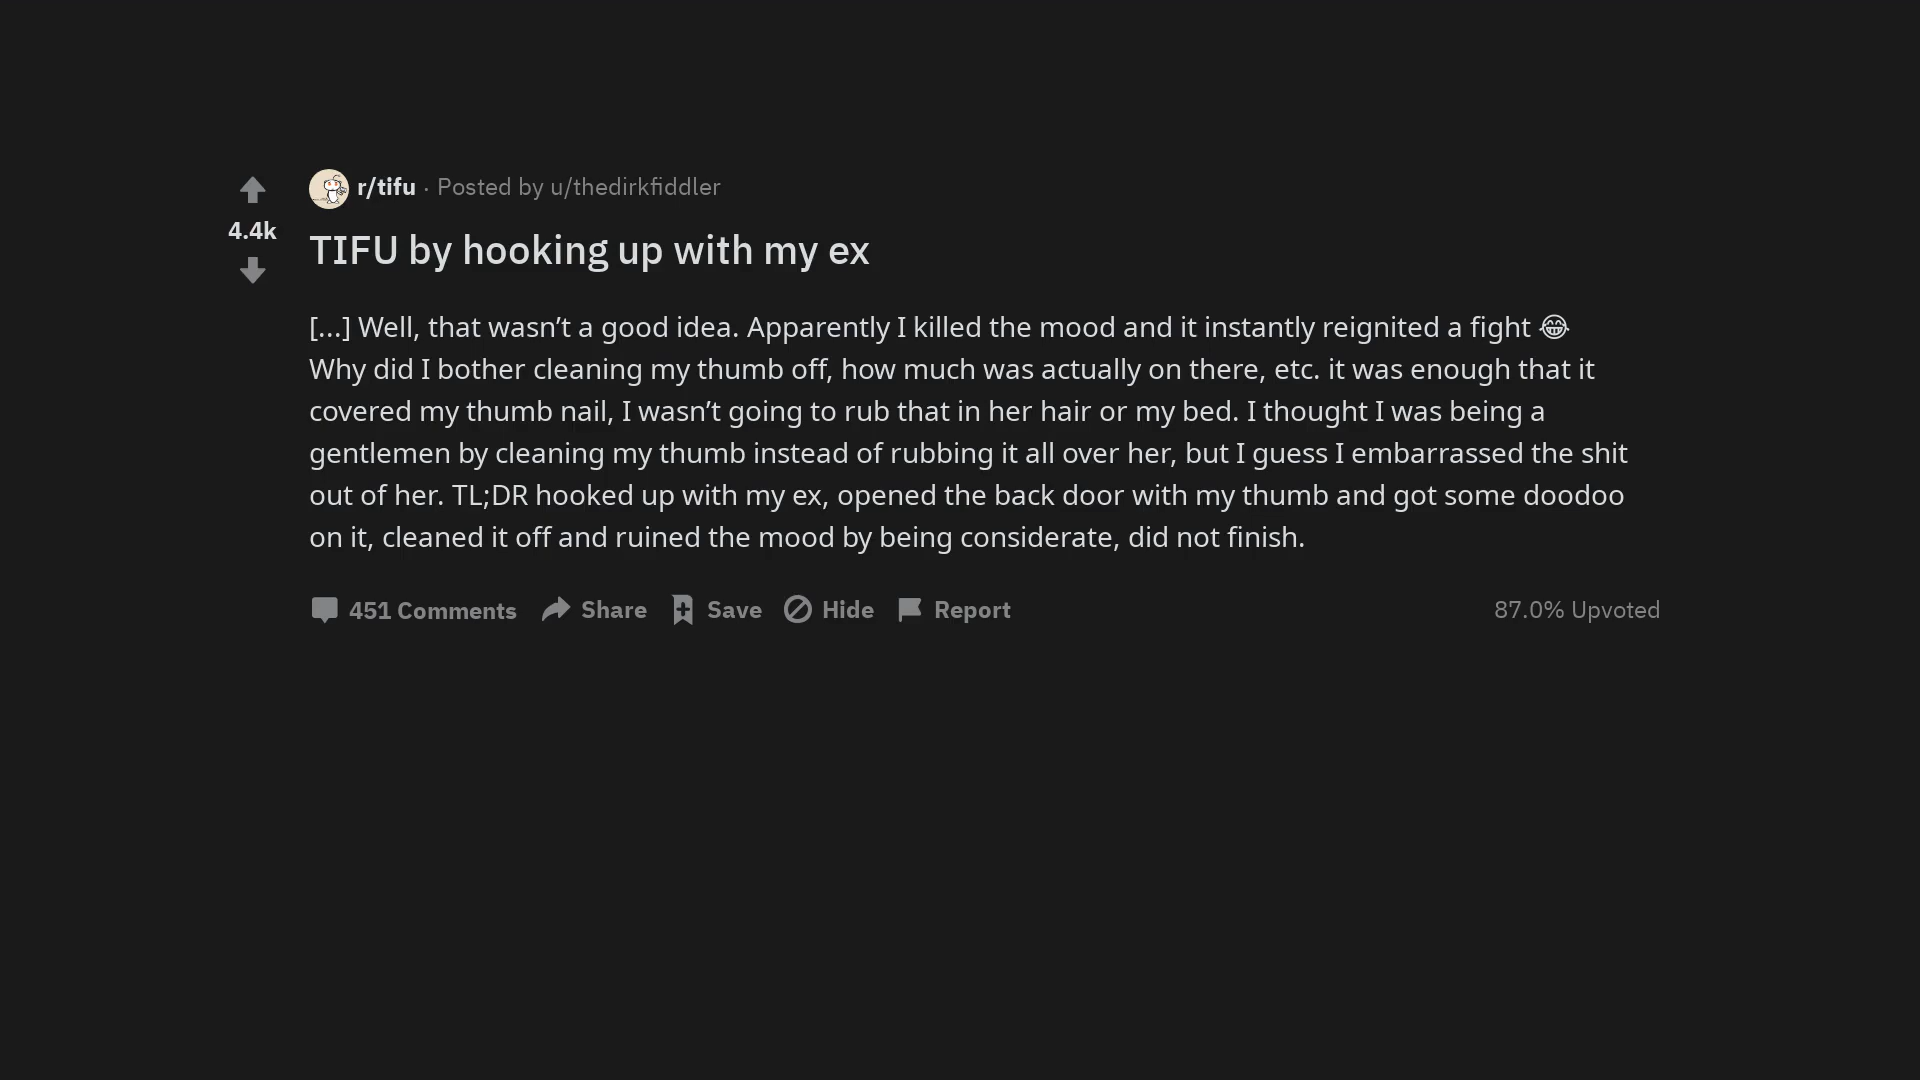 r/tifu · Posted by u/thedirkfiddler
4.4k
TIFU by hooking up with my ex
[...] Well, that wasn’t a good idea. Apparently I killed the mood and it instantly reignited a fight 😂
Why did I bother cleaning my thumb off, how much was actually on there, etc. it was enough that it
covered my thumb nail, I wasn’t going to rub that in her hair or my bed. I thought I was being a
gentlemen by cleaning my thumb instead of rubbing it all over her, but I guess I embarrassed the shit
out of her. TL;DR hooked up with my ex, opened the back door with my thumb and got some doodoo
on it, cleaned it off and ruined the mood by being considerate, did not finish.
451 Comments Share Save Hide Report 87.0% Upvoted